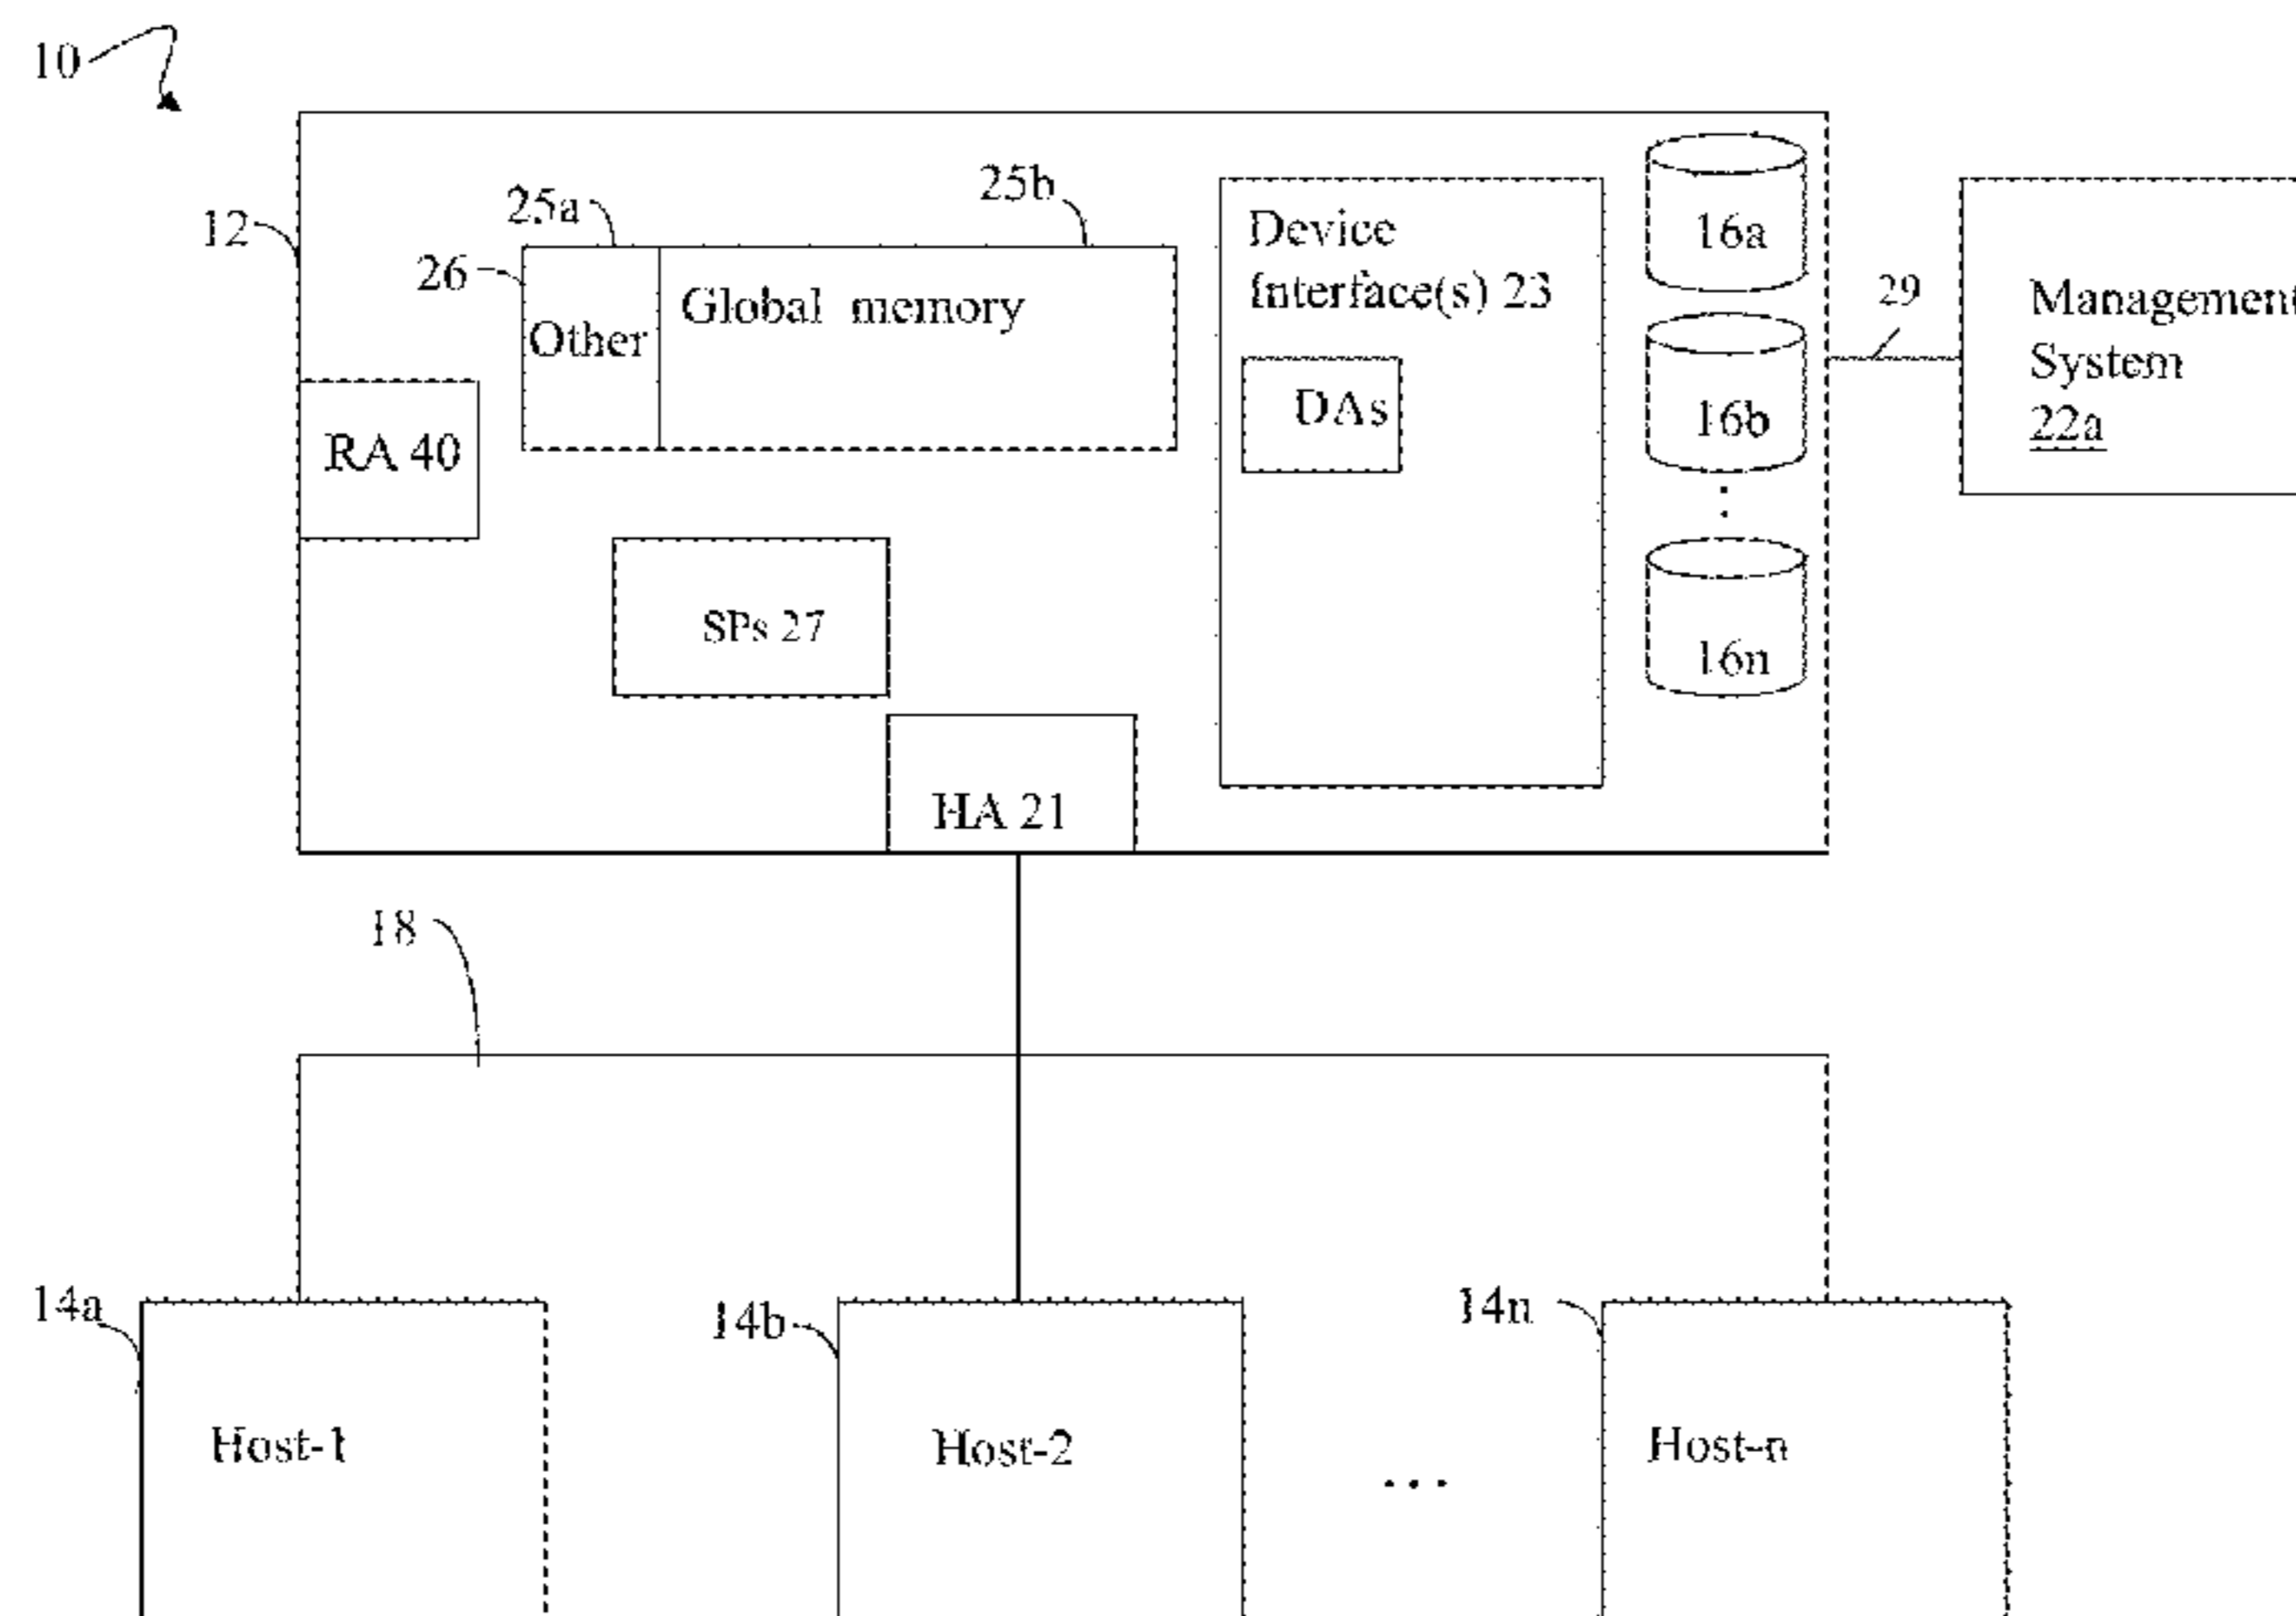 10
12
25a
25b
26
Other
Global memory
Device
Interface(s) 23
DAs
16a
16b
16n
29
Management
System
22a
RA 40
SPs 27
HA 21
18
14a
14b
14n
Host-1
Host-2
...
Host-n